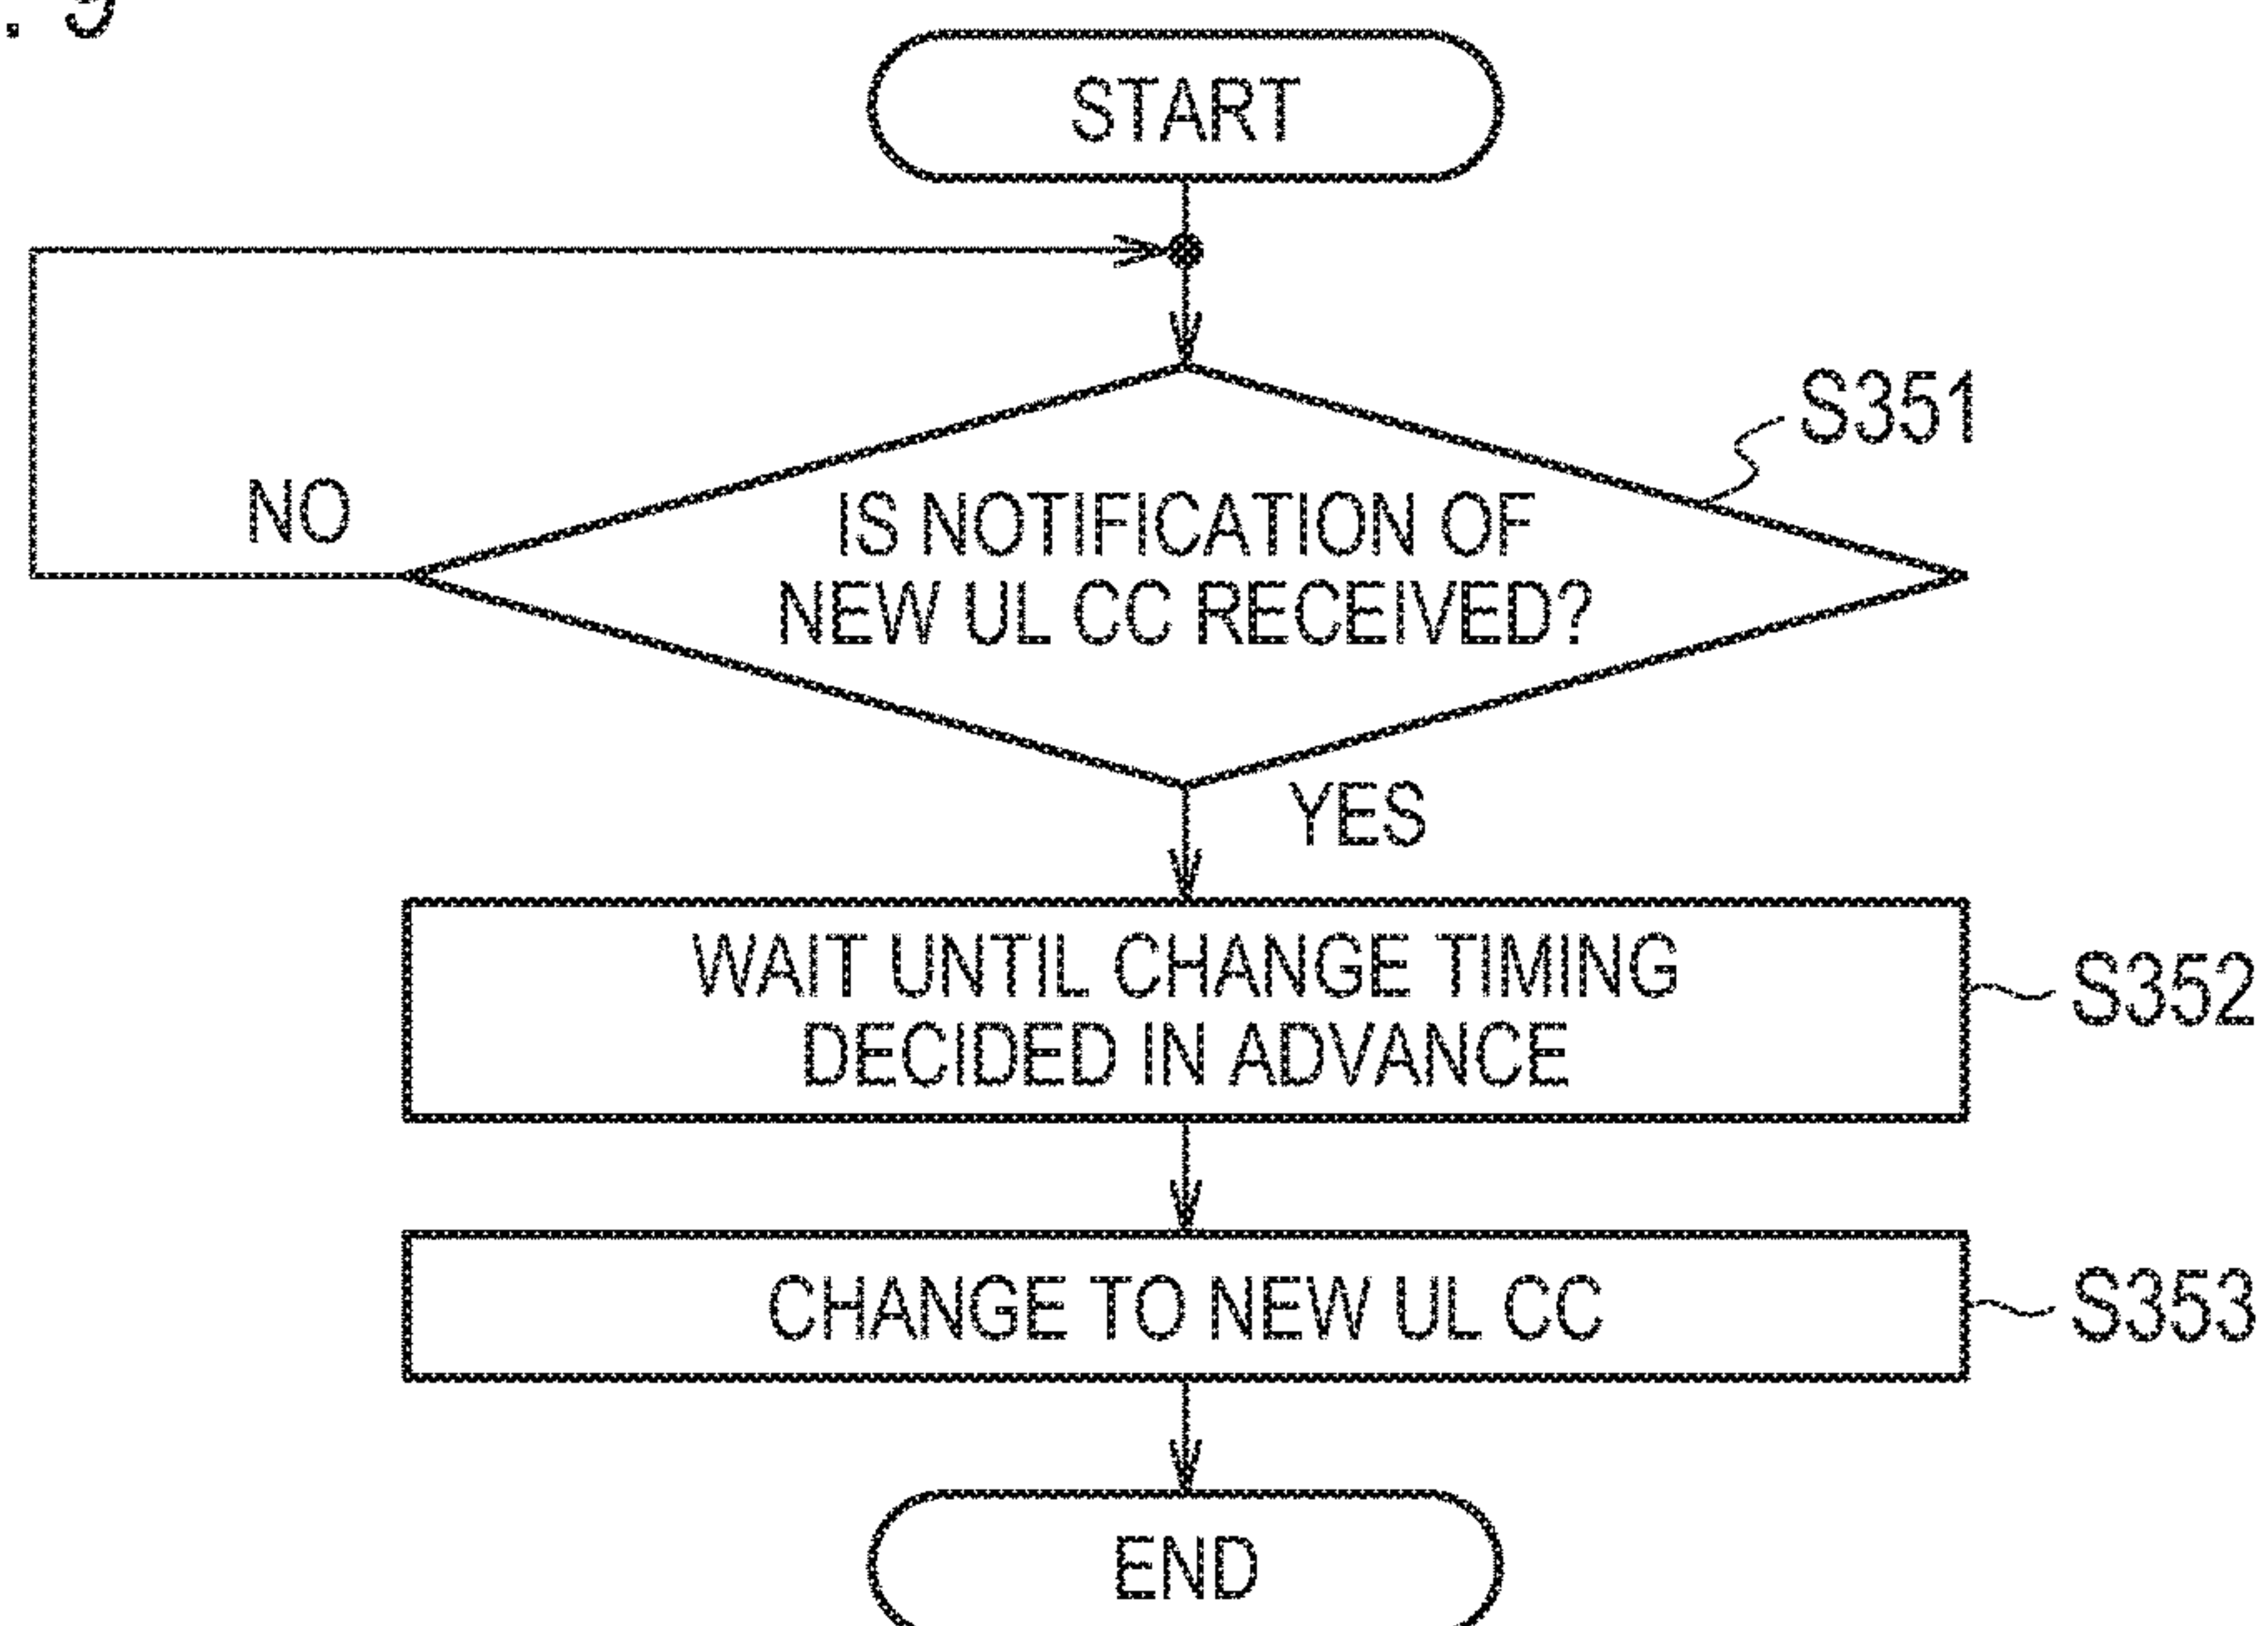 . 9
START
S351
NO
IS NOTIFICATION OF
NEW UL CC RECEIVED?
YES
WAIT UNTIL CHANGE TIMING
DECIDED IN ADVANCE
S352
CHANGE TO NEW UL CC
S353
END